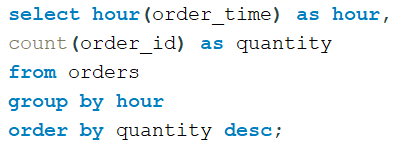 select hour(order_time) as hour,
count(order_id) as quantity
from orders
group by hour
order by quantity desc;